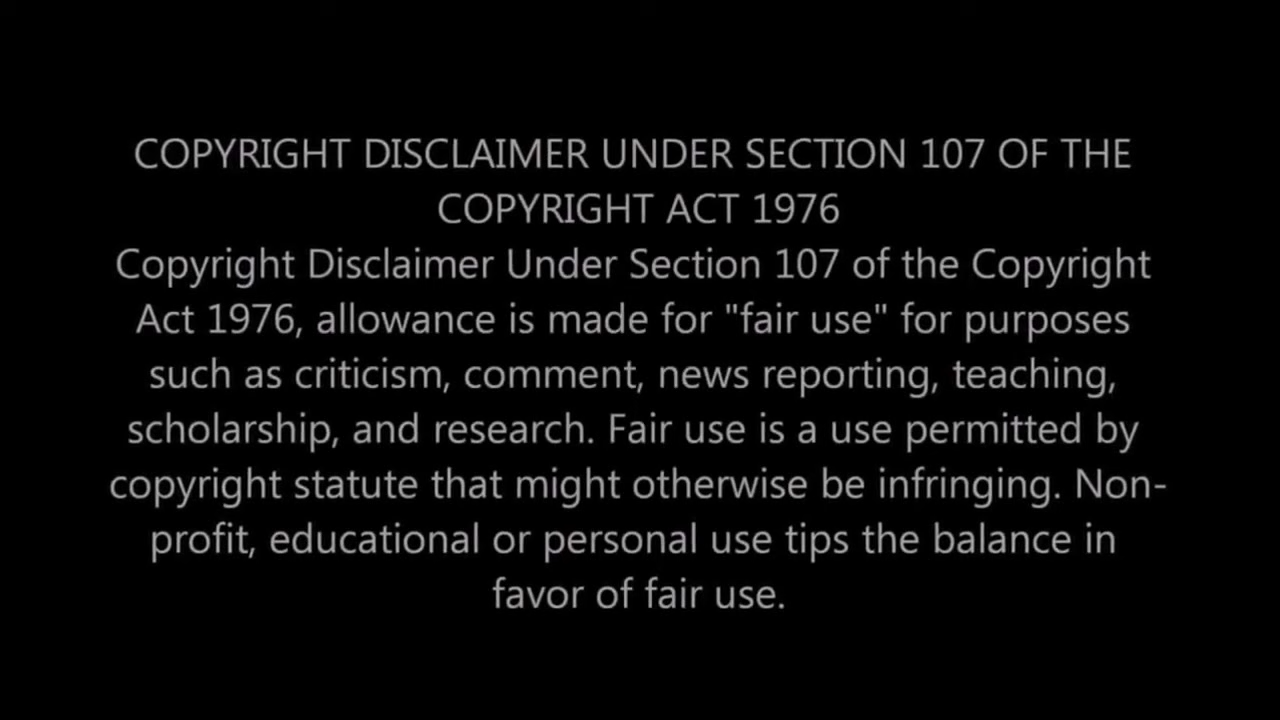 COPYRIGHT DISCLAIMER UNDER SECTION 107 OF THE
COPYRIGHT ACT 1976
Copyright Disclaimer Under Section 107 of the Copyright
Act 1976, allowance is made for "fair use" for purposes
such as criticism, comment, news reporting, teaching,
scholarship, and research. Fair use is a use permitted by
copyright statute that might otherwise be infringing. Non-
profit, educational or personal use tips the balance in
favor of fair use.